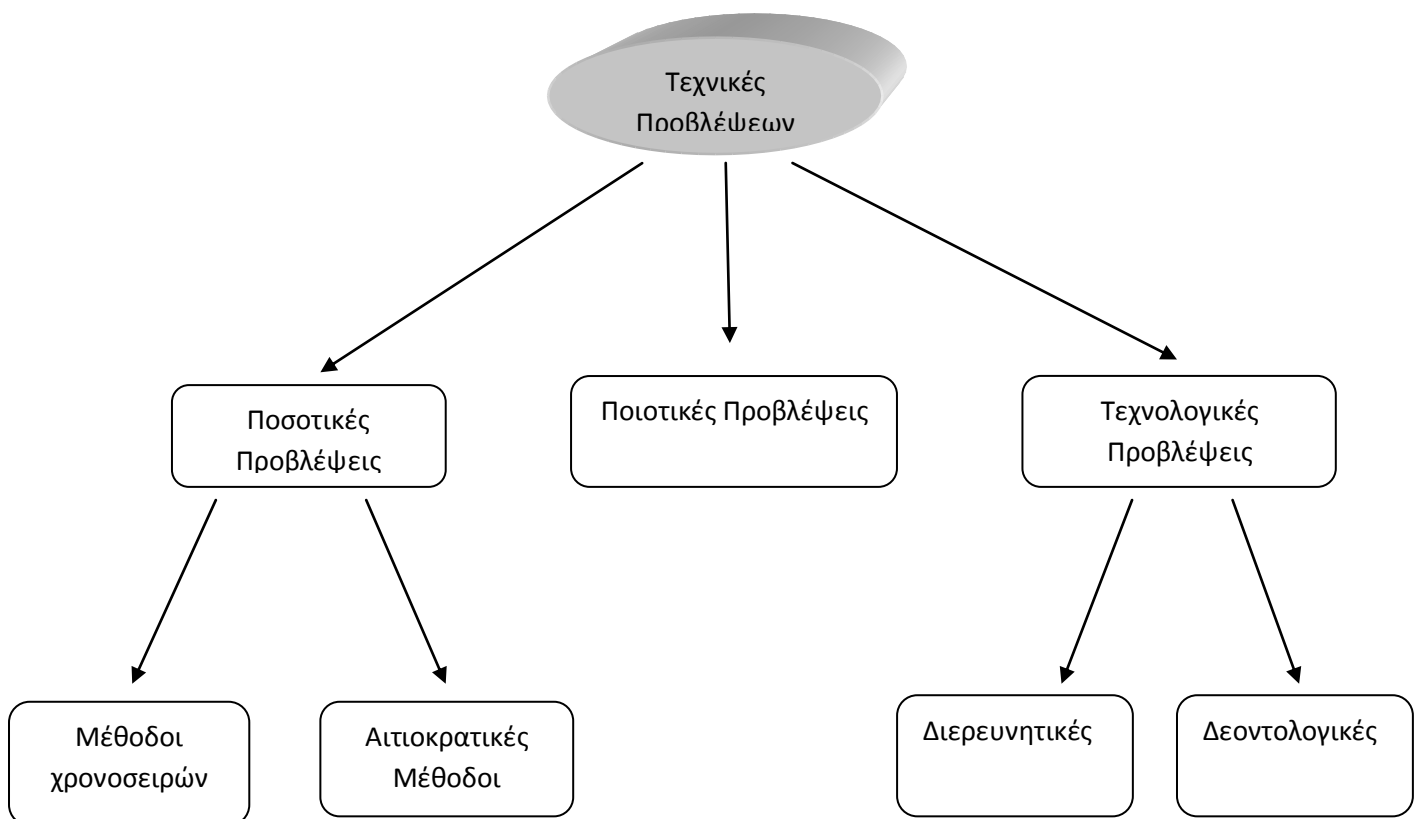 Τεχνικές
Προβλέψεων
Ποσοτικές
Προβλέψεις
Ποιοτικές Προβλέψεις
Τεχνολογικές
Προβλέψεις
Μέθοδοι
χρονοσειρών
Αιτιοκρατικές
Μέθοδοι
Διερευνητικές
Δεοντολογικές